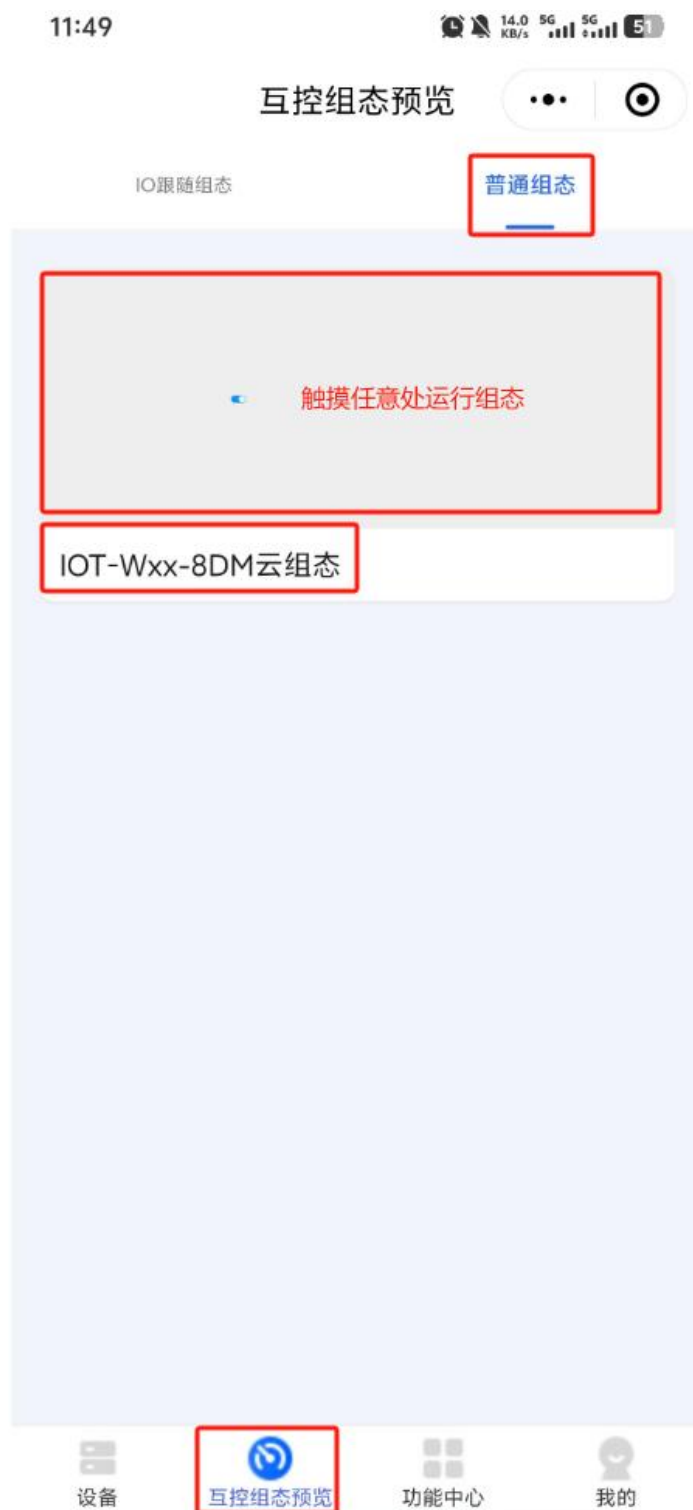 11:49
14.0 KB/s 5G 5G 51
互控组态预览
IO跟随组态
普通组态
触摸任意处运行组态
IOT-Wxx-8DM云组态
设备
互控组态预览
功能中心
我的